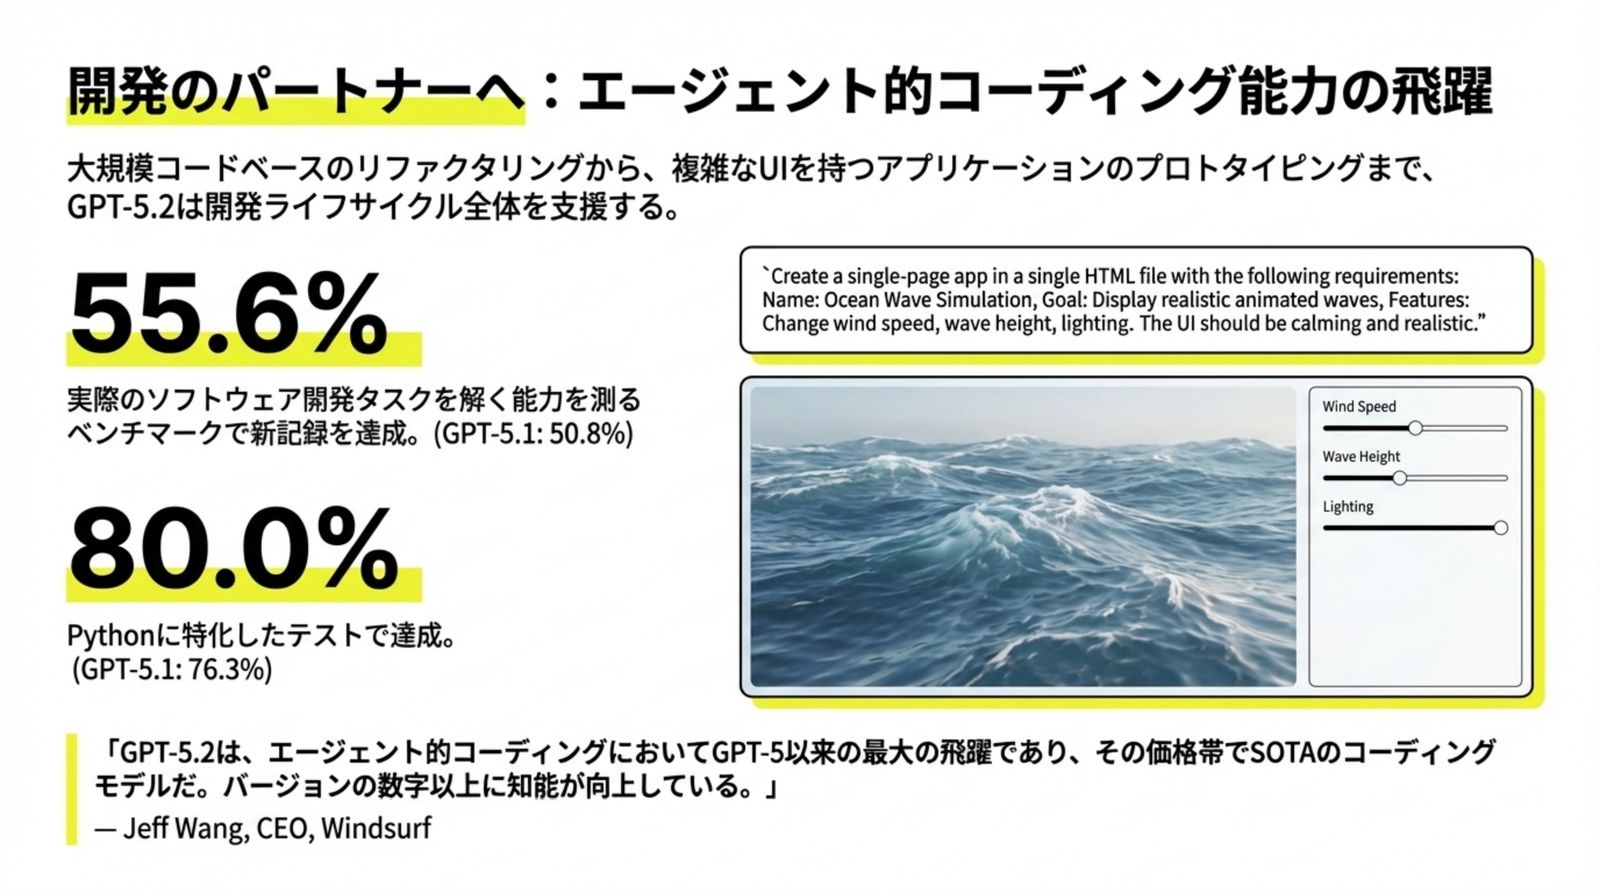 開発のパートナーへ：エージェント的コーディング能力の飛躍
大規模コードベースのリファクタリングから、複雑なUIを持つアプリケーションのプロトタイピングまで、
GPT-5.2は開発ライフサイクル全体を支援する。
55.6%
実際のソフトウェア開発タスクを解く能力を測る
ベンチマークで新記録を達成。(GPT-5.1: 50.8%)
80.0%
Pythonに特化したテストで達成。
(GPT-5.1: 76.3%)
`Create a single-page app in a single HTML file with the following requirements:
Name: Ocean Wave Simulation, Goal: Display realistic animated waves, Features:
Change wind speed, wave height, lighting. The UI should be calming and realistic.”
Wind Speed
Wave Height
Lighting
「GPT-5.2は、エージェント的コーディングにおいてGPT-5以来の最大の飛躍であり、その価格帯でSOTAのコーディング
モデルだ。バージョンの数字以上に知能が向上している。」
— Jeff Wang, CEO, Windsurf